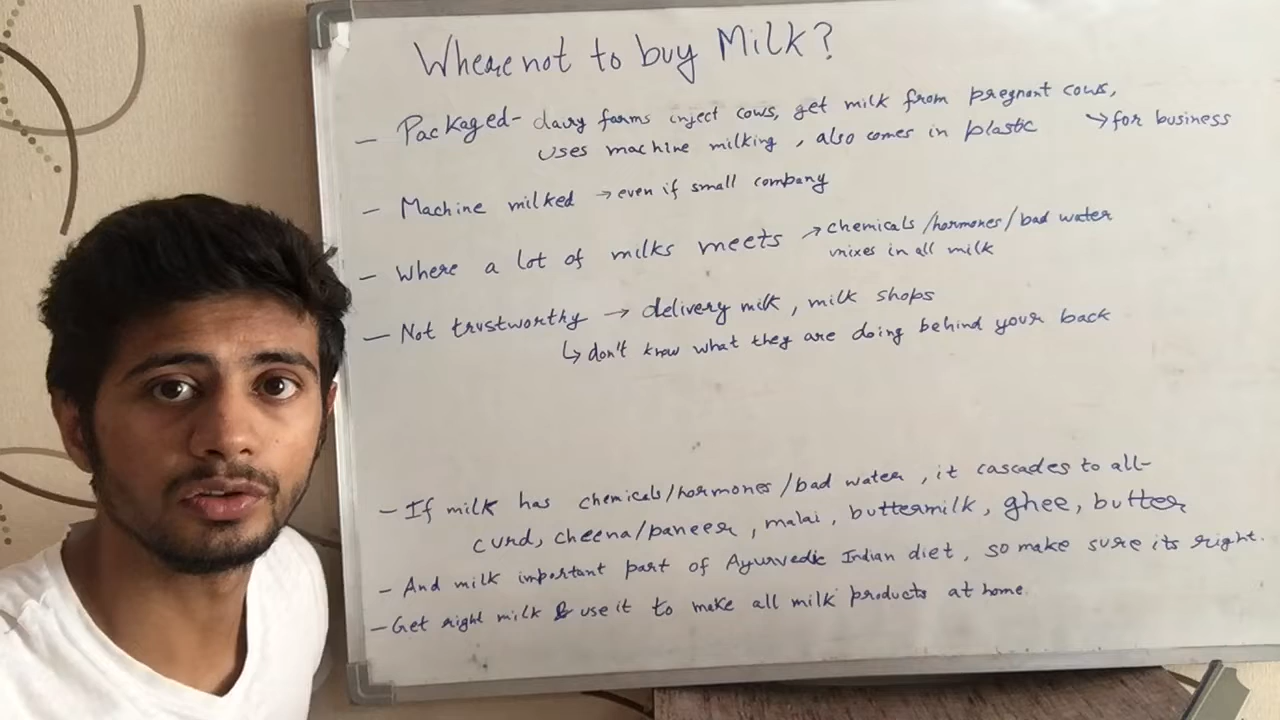 Where not to buy Milk?
- Packaged- dairy farms inject cows, get milk from pregnant cows,
uses machine milking, also comes in plastic → for business
- Machine milked → even if small company
- Where a lot of milks meets → chemicals/hormones/bad water
mixes in all milk
- Not trustworthy → delivery milk, milk shops
↳ don't know what they are doing behind your back
- If milk has chemicals/hormones/bad water, it cascades to all-
curd, cheena/paneer, malai, buttermilk, ghee, butter
- And milk important part of Ayurvedic Indian diet, so make sure its right.
- Get right milk & use it to make all milk products at home.